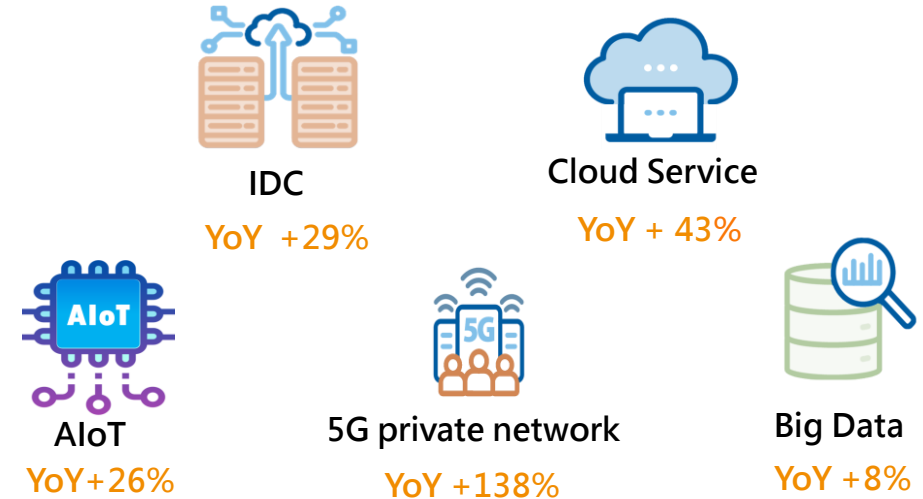 IDC
YoY +29%
Cloud Service
YoY + 43%
AIoT
AIoT
YoY+26%
5G
5G private network
YoY +138%
Big Data
YoY +8%